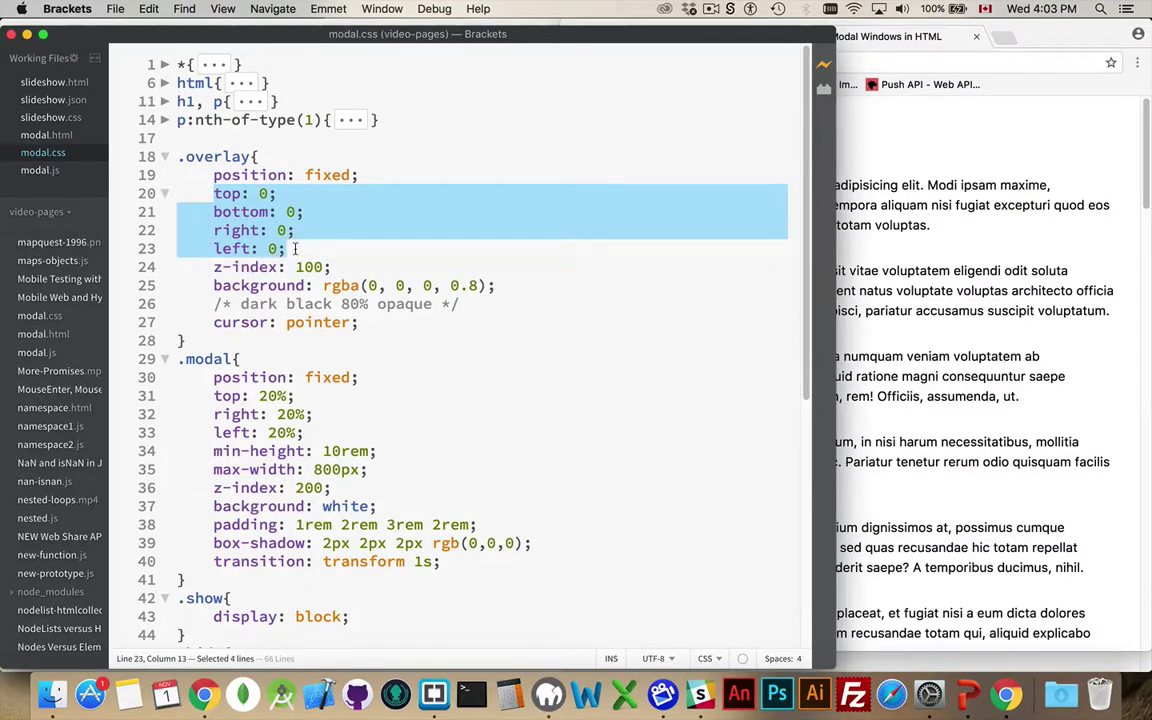 Brackets File Edit Find View Navigate Emmet Window Debug Help 100% Wed 4:03 PM
modal.css (video-pages) — Brackets
Working Files
slideshow.html
slideshow.json
slideshow.css
modal.html
modal.css
modal.js
video-pages
mapquest-1996.pn
maps-objects.js
Mobile Testing with
Mobile Web and Hy
modal.css
modal.html
modal.js
More-Promises.mp
MouseEnter, Mouse
namespace.html
namespace1.js
namespace2.js
NaN and isNaN in J
nan-isnan.js
nested-loops.mp4
nested.js
NEW Web Share AP
new-function.js
new-prototype.js
node_modules
nodelist-htmlcollec
NodeLists versus H
Nodes Versus Elem
1 *{ ... }
6 html{ ... }
11 h1, p{ ... }
14 p:nth-of-type(1){ ... }
17
18 .overlay{
19 position: fixed;
20 top: 0;
21 bottom: 0;
22 right: 0;
23 left: 0;
24 z-index: 100;
25 background: rgba(0, 0, 0, 0.8);
26 /* dark black 80% opaque */
27 cursor: pointer;
28 }
29 .modal{
30 position: fixed;
31 top: 20%;
32 right: 20%;
33 left: 20%;
34 min-height: 10rem;
35 max-width: 800px;
36 z-index: 200;
37 background: white;
38 padding: 1rem 2rem 3rem 2rem;
39 box-shadow: 2px 2px 2px rgb(0,0,0);
40 transition: transform 1s;
41 }
42 .show{
43 display: block;
44 }
Line 23, Column 13 — Selected 4 lines — 66 Lines
INS UTF-8 CSS Spaces: 4
Modal Windows in HTML
Im... Push API - Web API...
adipisicing elit. Modi ipsam maxime,
tempora aliquam nisi fugiat excepturi quod eos
o voluptas.
sit vitae voluptatem eligendi odit soluta
ent natus voluptate voluptas architecto officia
pisci, pariatur accusamus suscipit voluptatum.
a numquam veniam voluptatem ab
uid ratione magni consequuntur saepe
, rem! Officiis, assumenda, ut.
um, in nisi harum necessitatibus, mollitia
c. Pariatur tenetur rerum odio quisquam facilis
ium dignissimos at, possimus cumque
sed quas recusandae hic totam repellat
derit saepe? A temporibus ducimus, nihil.
placeat, et fugiat nisi a eum dicta dolores
m recusandae totam qui, aliquid explicabo
1 NOV 1 An Ps Ai Fz